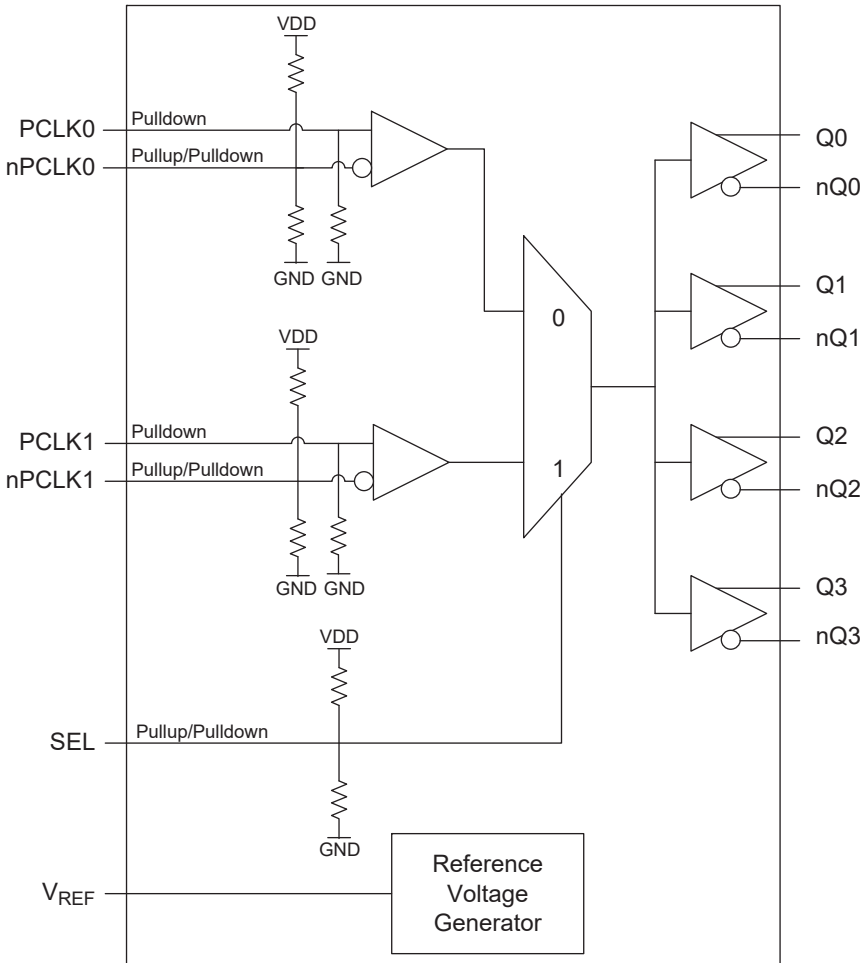 VDD
PCLK0
Pulldown
nPCLK0
Pullup/Pulldown
GND
GND
Q0
nQ0
0
Q1
nQ1
VDD
PCLK1
Pulldown
nPCLK1
Pullup/Pulldown
1
GND
GND
Q2
nQ2
Q3
nQ3
VDD
SEL
Pullup/Pulldown
GND
VREF
Reference
Voltage
Generator